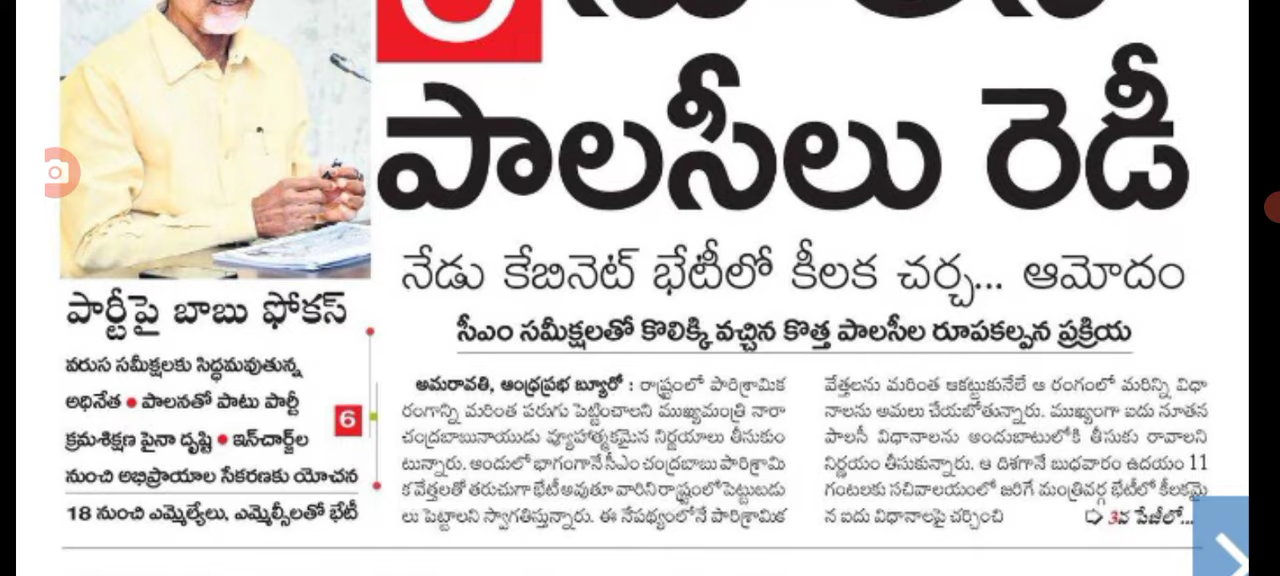 పాలసీలు రెడీ
నేడు కేబినెట్ భేటీలో కీలక చర్చ... ఆమోదం
సీఎం సమీక్షలతో కొలిక్కి వచ్చిన కొత్త పాలసీల రూపకల్పన ప్రక్రియ
పార్టీపై బాబు ఫోకస్
వరుస సమీక్షలకు సిద్ధమవుతున్న
అధినేత • పాలనతో పాటు పార్టీ
క్రమశిక్షణ పైనా దృష్టి • ఇన్‌చార్జ్‌ల
నుంచి అభిప్రాయాల సేకరణకు యోచన
18 నుంచి ఎమ్మెల్యేలు, ఎమ్మెల్సీలతో భేటీ
6
అమరావతి, ఆంధ్రప్రభ బ్యూరో : రాష్ట్రంలో పారిశ్రామిక
రంగాన్ని మరింత పరుగు పెట్టించాలని ముఖ్యమంత్రి నారా
చంద్రబాబునాయుడు వ్యూహాత్మకమైన నిర్ణయాలు తీసుకుం
టున్నారు. అందులో భాగంగానే సీఎం చంద్రబాబు పారిశ్రామి
కవేత్తలతో తరుచుగా భేటీ అవుతూ వారిని రాష్ట్రంలో పెట్టుబడు
లు పెట్టాలని స్వాగతిస్తున్నారు. ఈ నేపథ్యంలోనే పారిశ్రామిక
వేత్తలను మరింత ఆకట్టుకునేలే ఆ రంగంలో మరిన్ని విధా
నాలను అమలు చేయబోతున్నారు. ముఖ్యంగా ఐదు నూతన
పాలసీ విధానాలను అందుబాటులోకి తీసుకు రావాలని
నిర్ణయం తీసుకున్నారు. ఆ దిశగానే బుధవారం ఉదయం 11
గంటలకు సచివాలయంలో జరిగే మంత్రివర్గ భేటీలో కీలకమై
న ఐదు విధానాలపై చర్చించి
3వ పేజీలో...